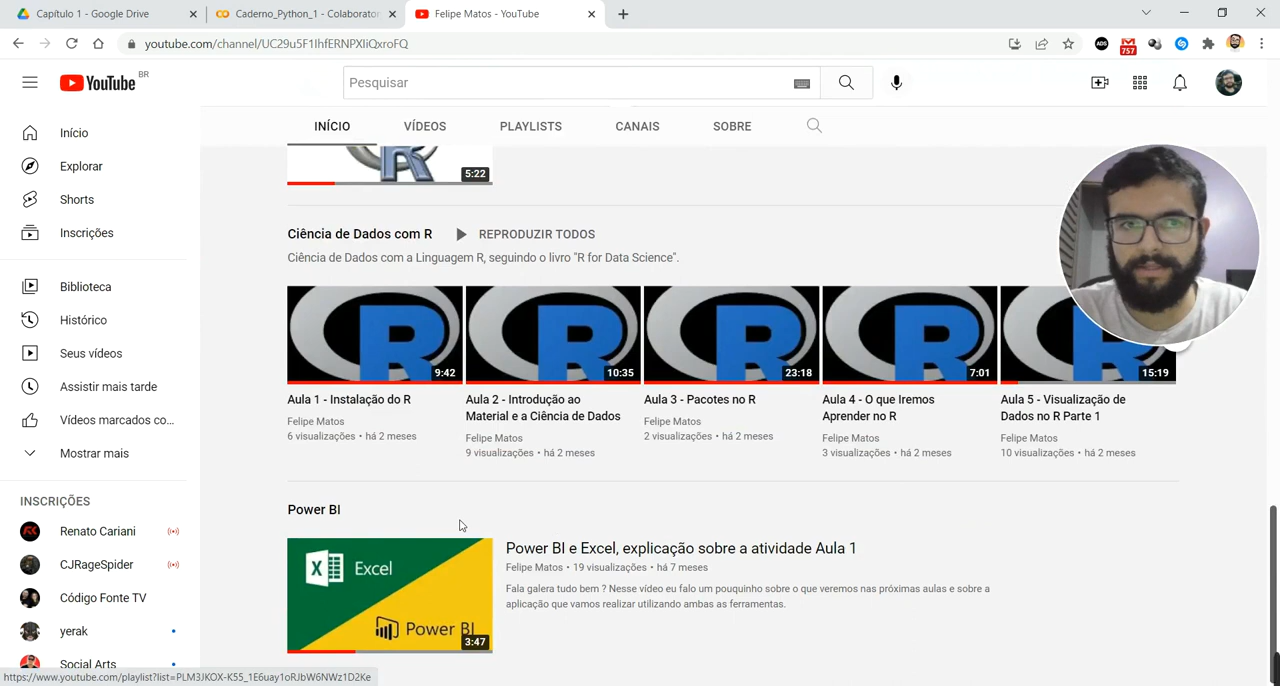 Capítulo 1 - Google Drive
Caderno_Python_1 - Colaborator
Felipe Matos - YouTube
youtube.com/channel/UC29u5F1IhfERNPXIiQxroFQ
ADS
757
YouTube BR
Pesquisar
INÍCIO VÍDEOS PLAYLISTS CANAIS SOBRE
Início
Explorar
Shorts
Inscrições
Biblioteca
Histórico
Seus vídeos
Assistir mais tarde
Vídeos marcados co...
Mostrar mais
INSCRIÇÕES
Renato Cariani
CJRageSpider
Código Fonte TV
yerak
Social Arts
R
5:22
Ciência de Dados com R REPRODUZIR TODOS
Ciência de Dados com a Linguagem R, seguindo o livro "R for Data Science".
R
9:42
Aula 1 - Instalação do R
Felipe Matos
6 visualizações • há 2 meses
R
10:35
Aula 2 - Introdução ao
Material e a Ciência de Dados
Felipe Matos
9 visualizações • há 2 meses
R
23:18
Aula 3 - Pacotes no R
Felipe Matos
2 visualizações • há 2 meses
R
7:01
Aula 4 - O que Iremos
Aprender no R
Felipe Matos
3 visualizações • há 2 meses
R
15:19
Aula 5 - Visualização de
Dados no R Parte 1
Felipe Matos
10 visualizações • há 2 meses
Power BI
X Excel
Power BI
3:47
Power BI e Excel, explicação sobre a atividade Aula 1
Felipe Matos • 19 visualizações • há 7 meses
Fala galera tudo bem ? Nesse vídeo eu falo um pouquinho sobre o que veremos nas próximas aulas e sobre a
aplicação que vamos realizar utilizando ambas as ferramentas.
https://www.youtube.com/playlist?list=PLM3JKOX-K55_1E6uay1oRJbW6NWz1D2Ke